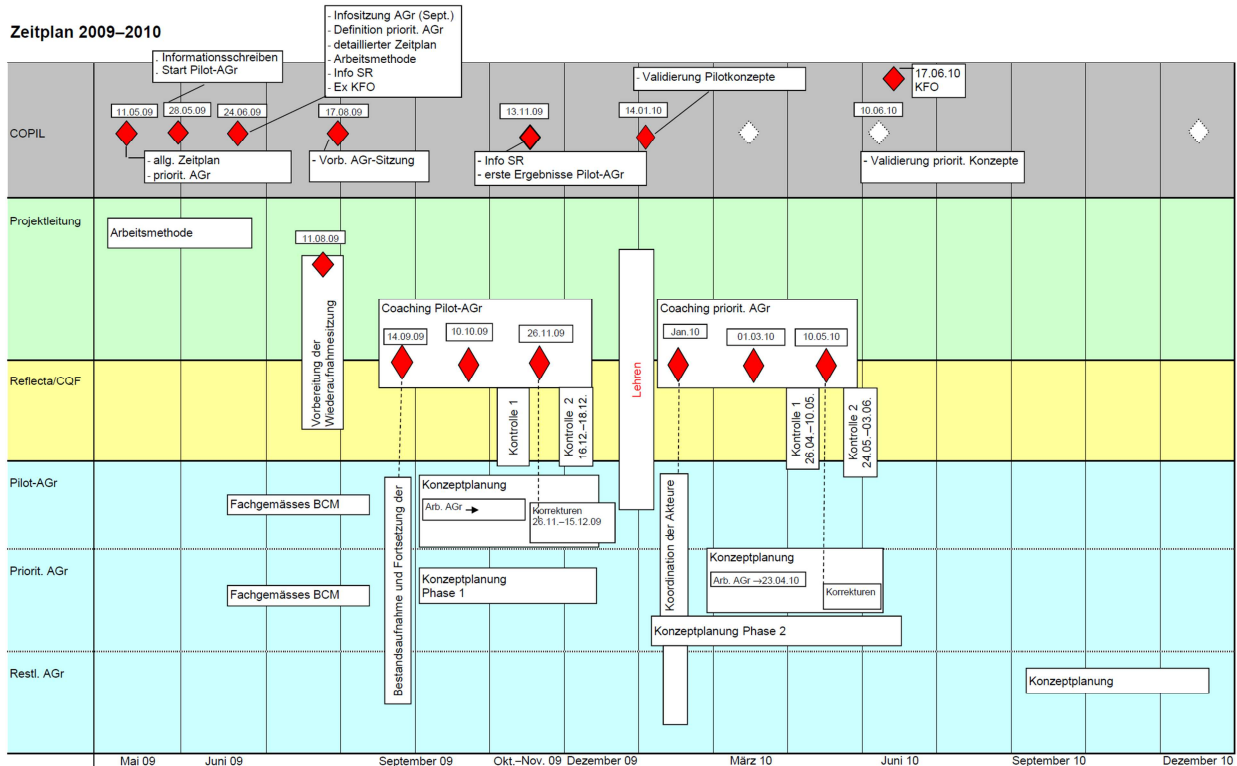 Zeitplan 2009–2010
. Informationsschreiben
. Start Pilot-AGr
- Infositzung AGr (Sept.)
- Definition priorit. AGr
- detaillierter Zeitplan
- Arbeitsmethode
- Info SR
- Ex KFO
- Validierung Pilotkonzepte
17.06.10
KFO
COPIL
11.05.09
28.05.09
24.06.09
17.08.09
13.11.09
14.01.10
10.06.10
- allg. Zeitplan
- priorit. AGr
- Vorb. AGr-Sitzung
- Info SR
- erste Ergebnisse Pilot-AGr
- Validierung priorit. Konzepte
Projektleitung
Arbeitsmethode
11.08.09
Vorbereitung der
Wiederaufnahmesitzung
Coaching Pilot-AGr
14.09.09
10.10.09
26.11.09
Lehren
Coaching priorit. AGr
Jan.10
01.03.10
10.05.10
Reflecta/CQF
Kontrolle 1
Kontrolle 2
16.12.–18.12.
Kontrolle 1
26.04.–10.05.
Kontrolle 2
24.05.–03.06.
Pilot-AGr
Fachgemässes BCM
Bestandsaufnahme und Fortsetzung der
Konzeptplanung
Arb. AGr →
Korrekturen
26.11.–15.12.09
Koordination der Akteure
Priorit. AGr
Fachgemässes BCM
Konzeptplanung
Phase 1
Konzeptplanung
Arb. AGr →23.04.10
Korrekturen
Konzeptplanung Phase 2
Restl. AGr
Konzeptplanung
Mai 09
Juni 09
September 09
Okt.–Nov. 09
Dezember 09
März 10
Juni 10
September 10
Dezember 10